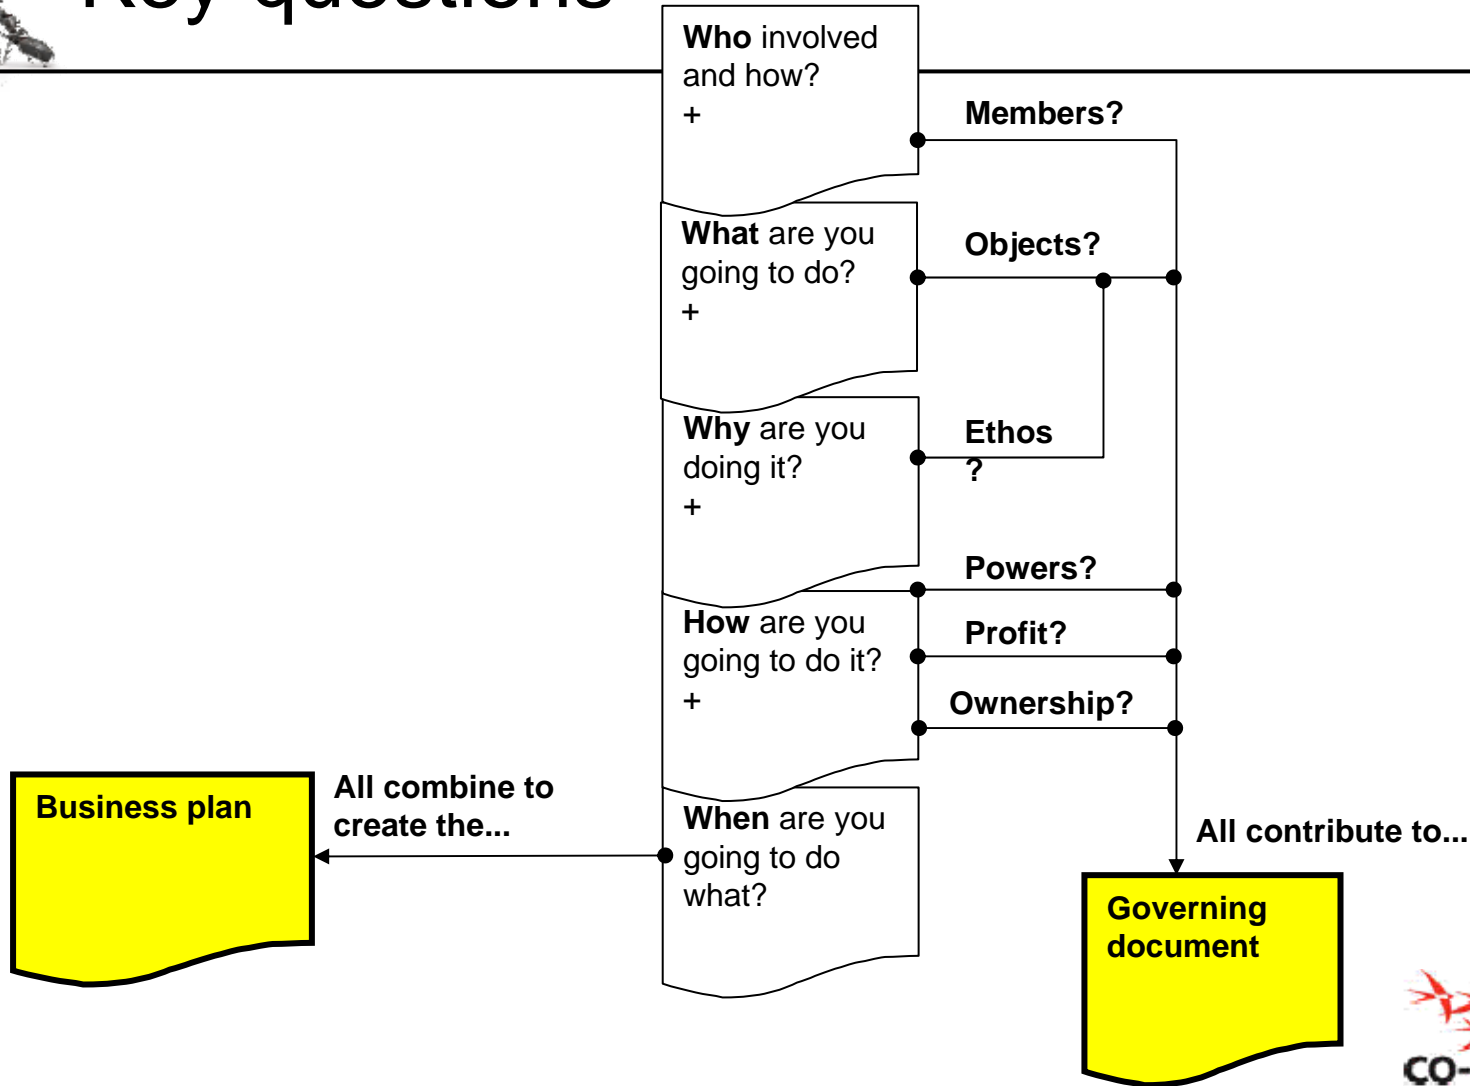 Key questions
Who involved
and how?
+
Members?
What are you
going to do?
+
Objects?
Why are you
doing it?
+
Ethos
?
Powers?
How are you
going to do it?
+
Profit?
Ownership?
When are you
going to do
what?
All combine to
create the...
Business plan
All contribute to...
Governing
document
CO-